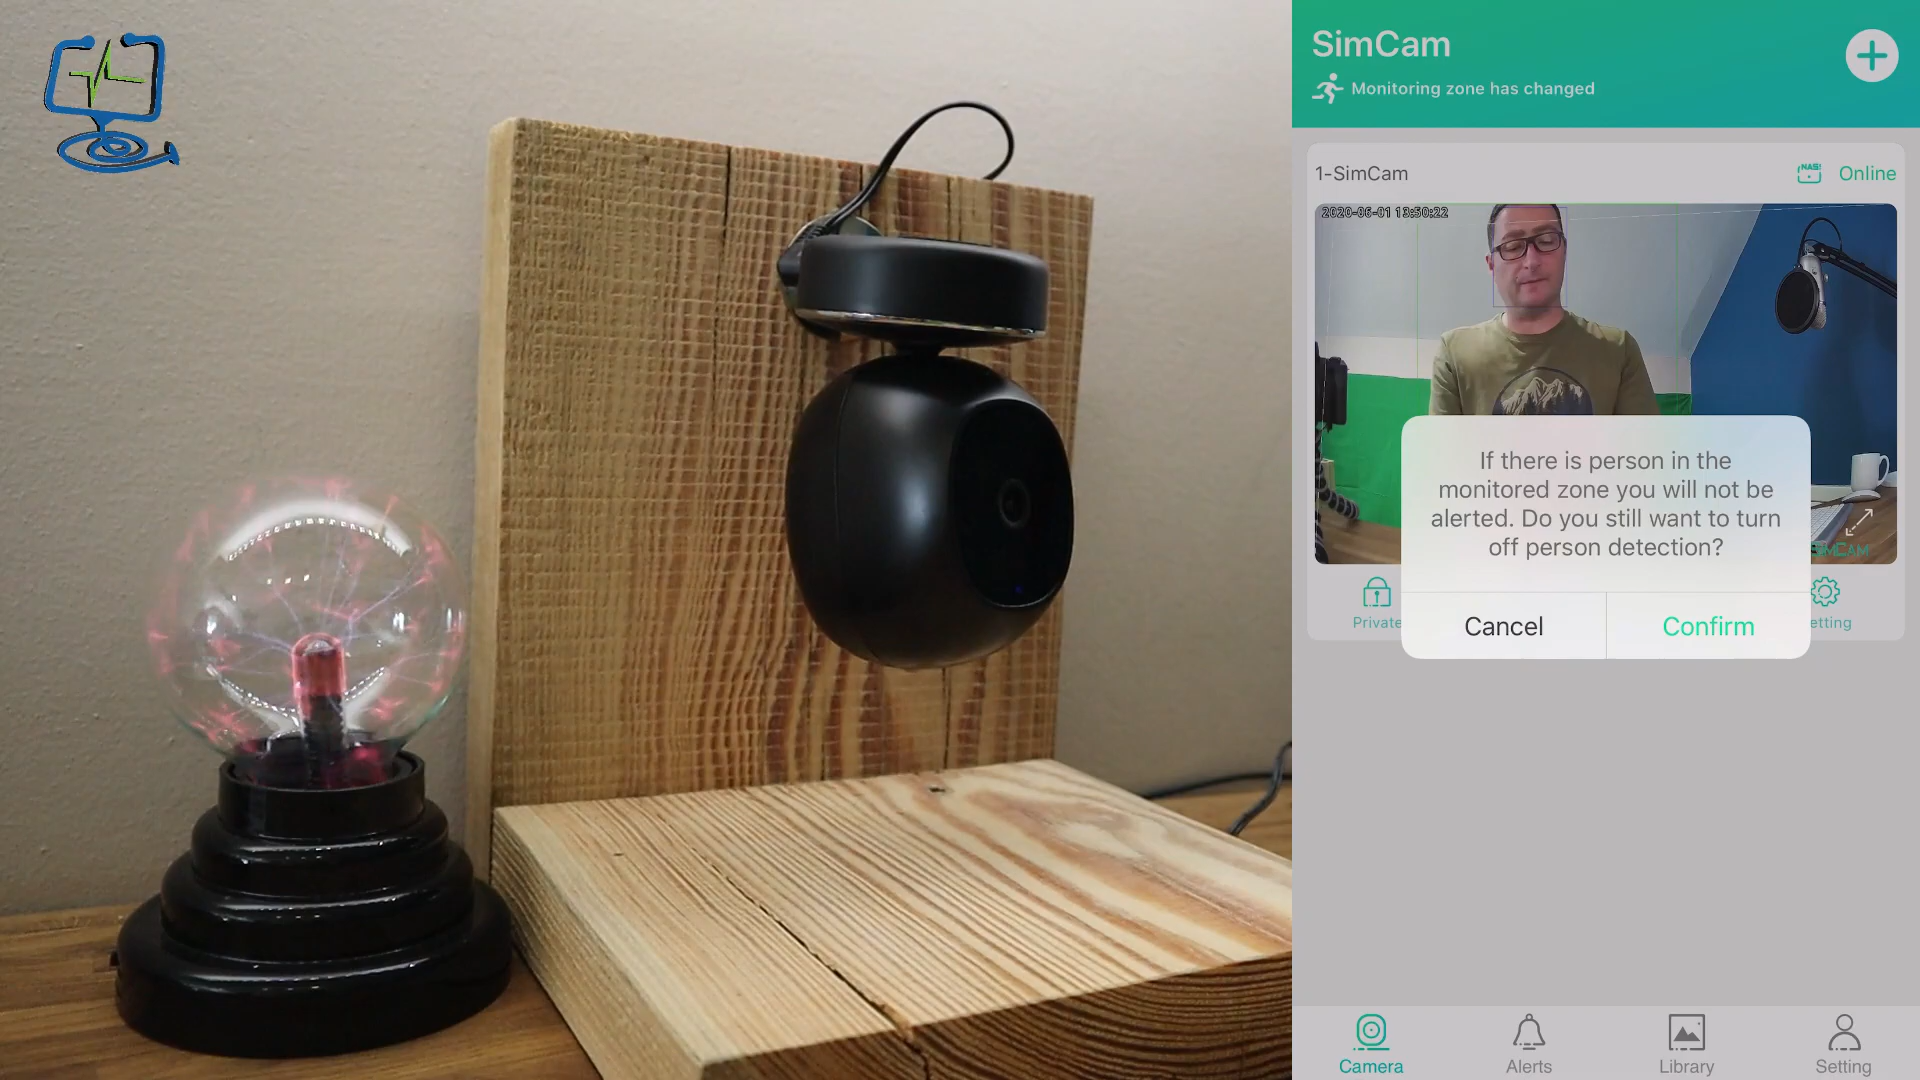 SimCam
Monitoring zone has changed
1-SimCam
NAS!
Online
2020-06-01 13:50:22
If there is person in the
monitored zone you will not be
alerted. Do you still want to turn
off person detection?
Cancel
Confirm
SIMCAM
Private
etting
Camera
Alerts
Library
Setting